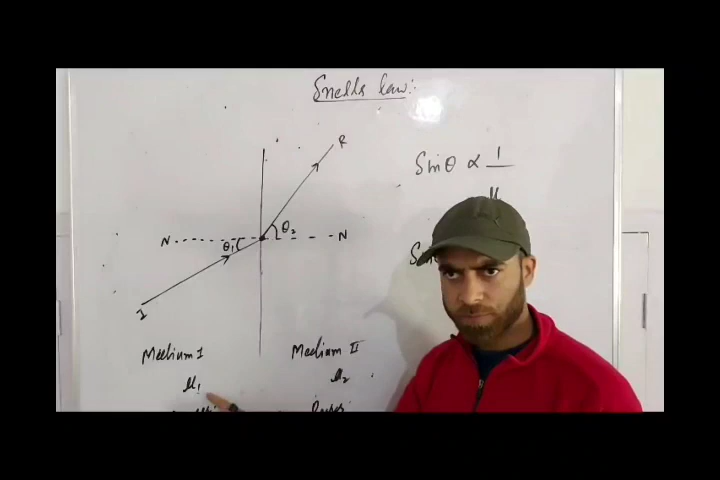 Snells law:
R
Sinθ ∝ 1
μ
N
θ1
θ2
N
I
Medium I
Medium II
μ1
μ2